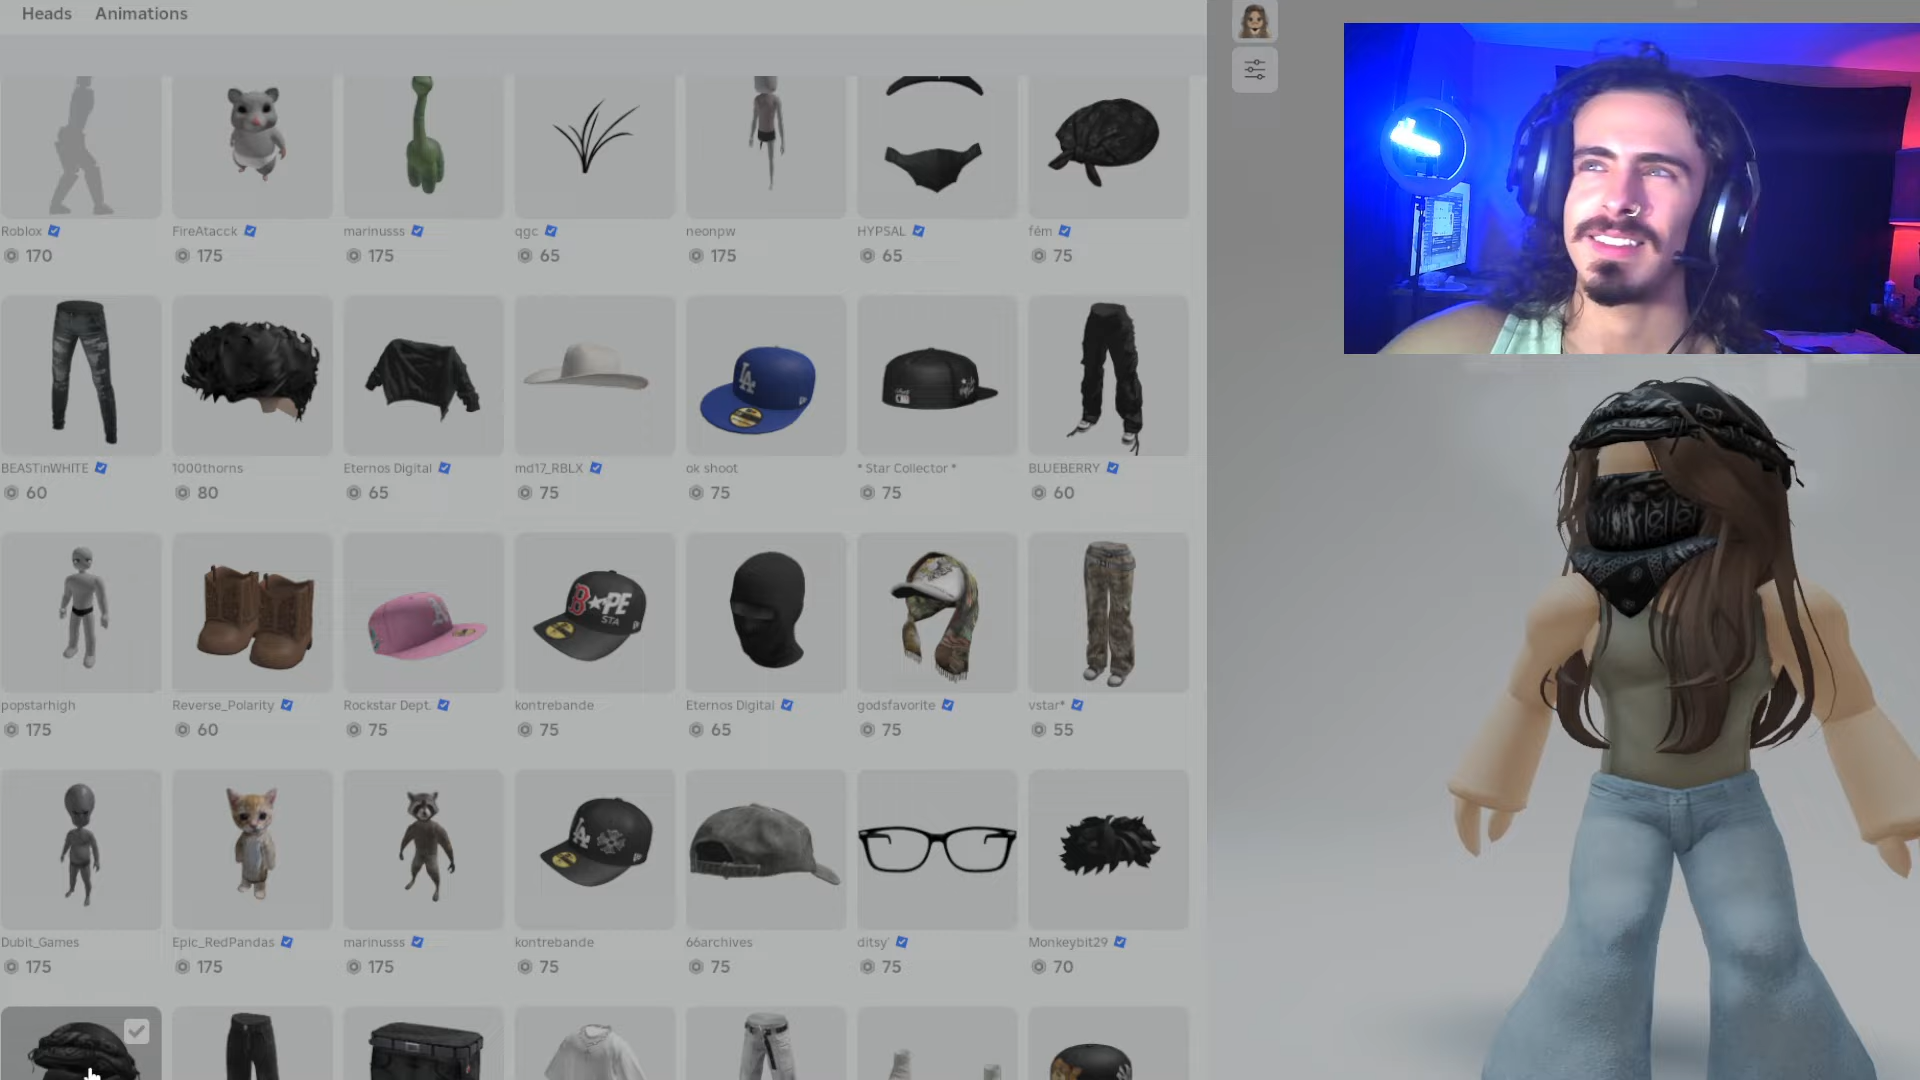 Heads Animations
Roblox FireAtacck marinusss qgc neonpw HYPSAL fêm
170 175 175 65 175 65 75
BEASTinWHITE 1000thorns Eternos Digital md17_RBLX ok shoot * Star Collector * BLUEBERRY
60 80 65 75 75 75 60
popstarhigh Reverse_Polarity Rockstar Dept. kontrebande Eternos Digital godsfavorite vstar*
175 60 75 75 65 75 55
Dubit_Games Epic_RedPandas marinusss kontrebande 66archives ditsy' Monkeybit29
175 175 175 75 75 75 70